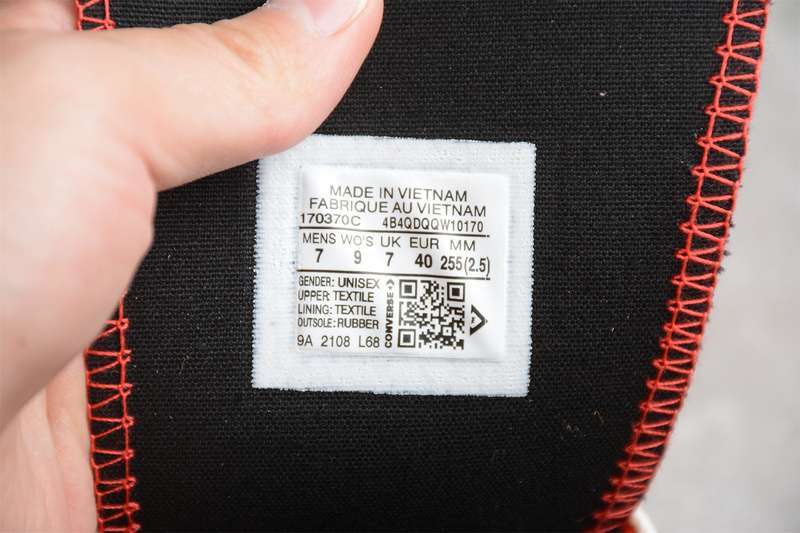 MADE IN VIETNAM
FABRIQUE AU VIETNAM
170370C 4B4QDQQW10170
MENS WO'S UK EUR MM
7 9 7 40 255(2.5)
GENDER: UNISEX
UPPER: TEXTILE
LINING: TEXTILE
OUTSOLE: RUBBER
9A 2108 L68
CONVERSE